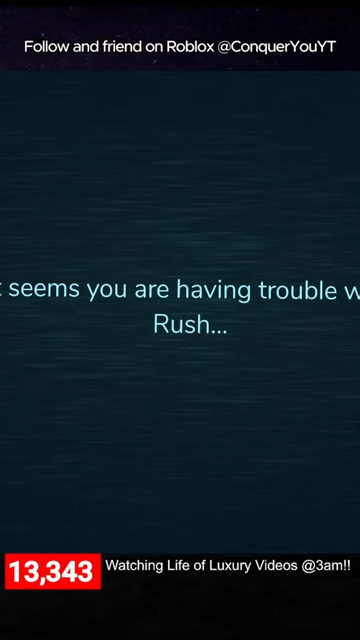 Follow and friend on Roblox @ConquerYouYT
seems you are having trouble
Rush...
13,343
Watching Life of Luxury Videos @3am!!